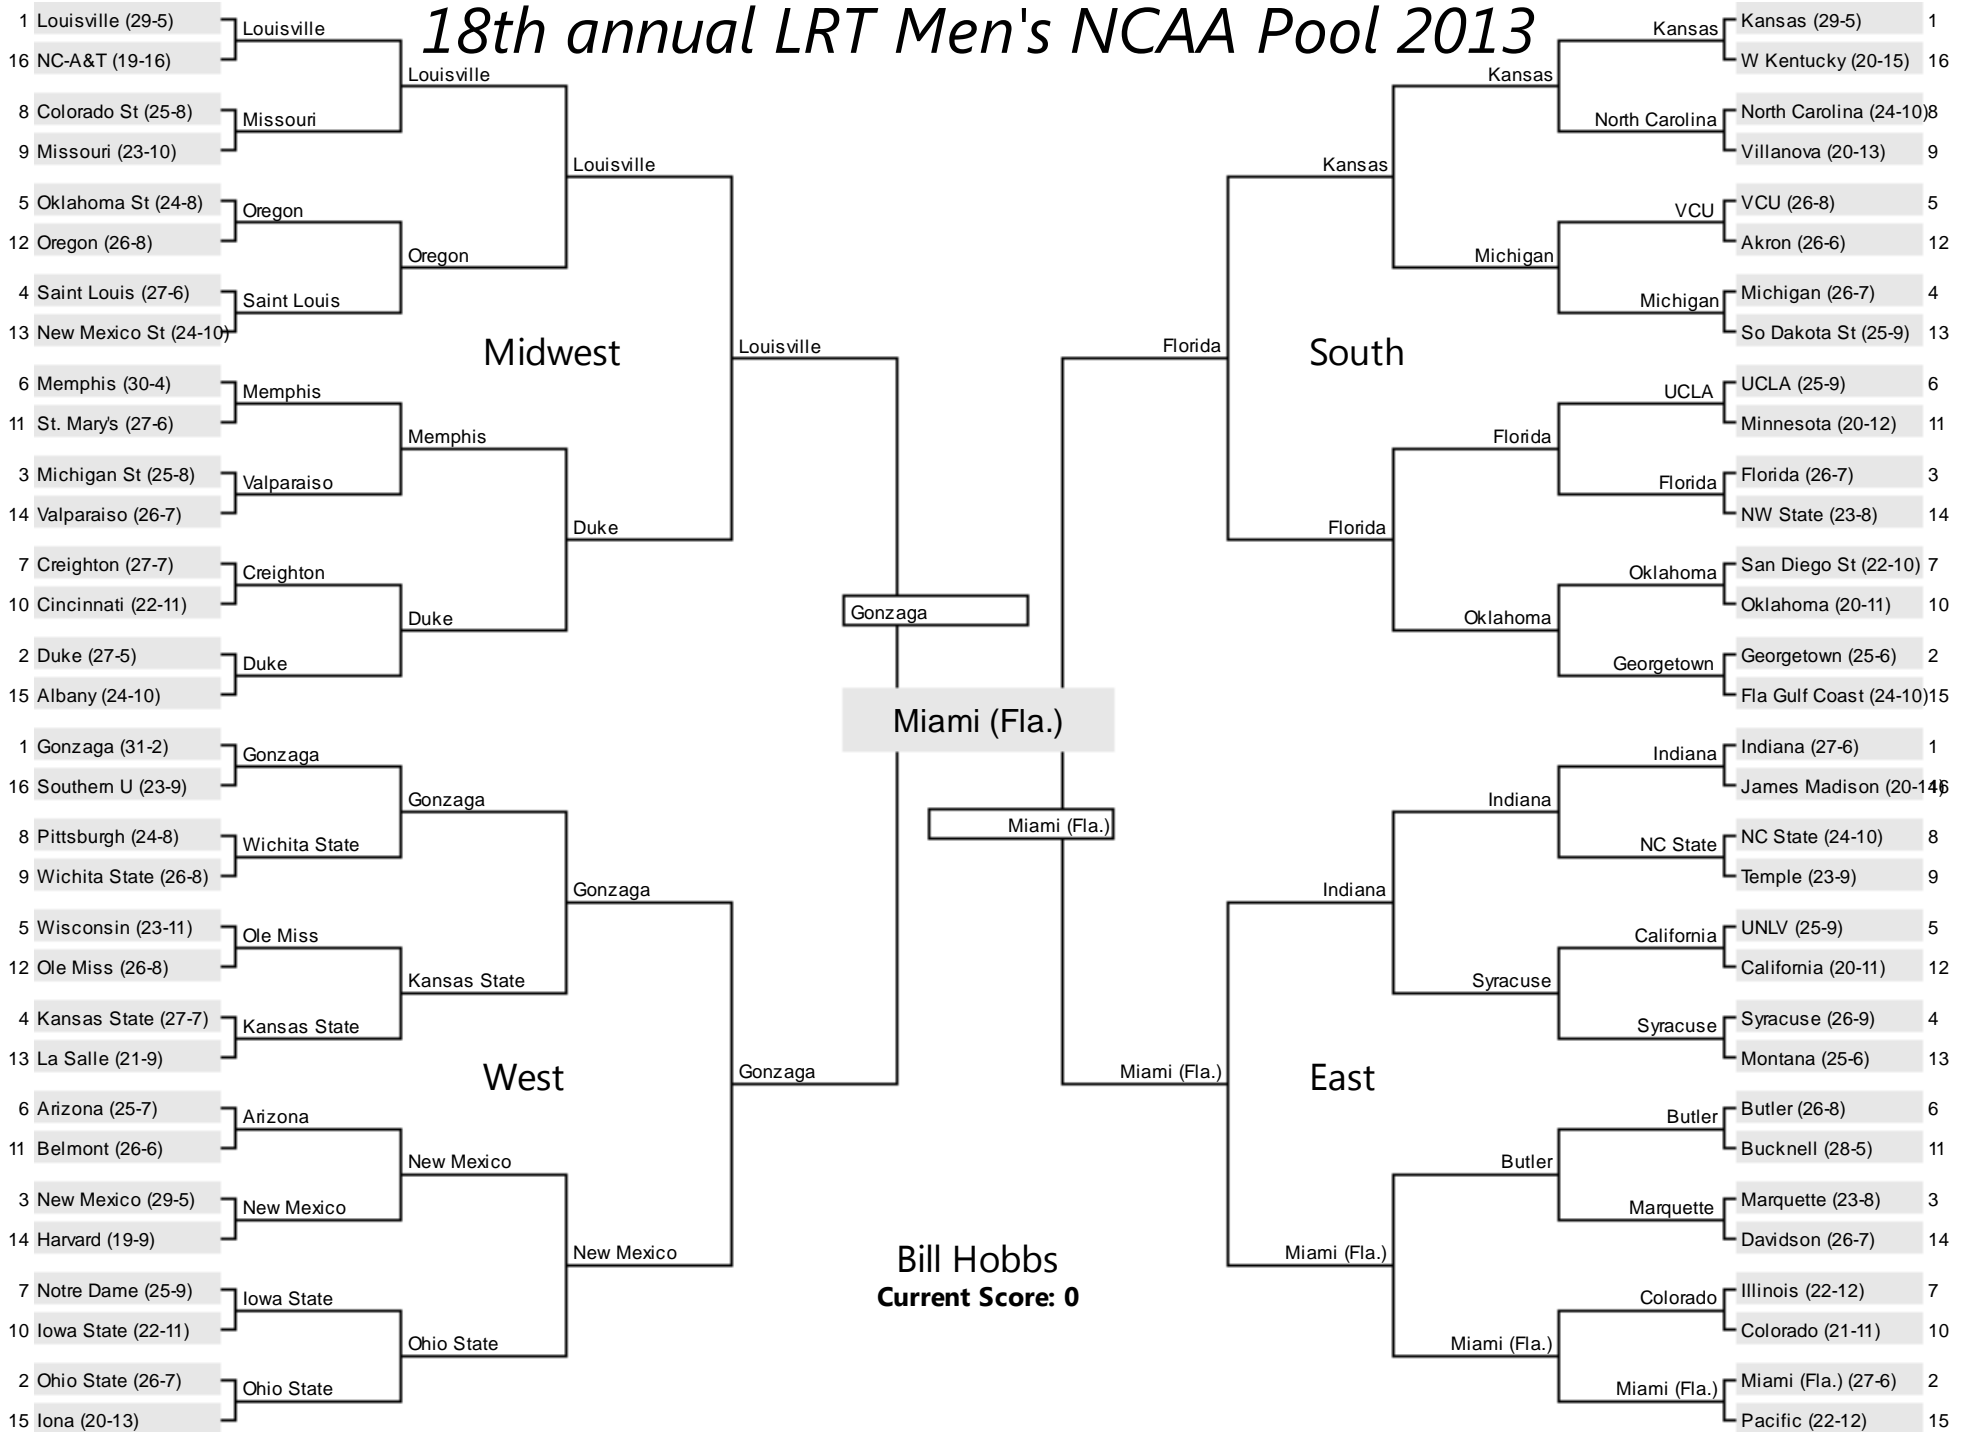 18th annual LRT Men's NCAA Pool 2013
1 Louisville (29-5)
Louisville
16 NC-A&T (19-16)
Louisville
8 Colorado St (25-8)
Missouri
9 Missouri (23-10)
Louisville
5 Oklahoma St (24-8)
Oregon
12 Oregon (26-8)
Oregon
4 Saint Louis (27-6)
Saint Louis
13 New Mexico St (24-10)
Midwest
Louisville
6 Memphis (30-4)
Memphis
11 St. Mary's (27-6)
Memphis
3 Michigan St (25-8)
Valparaiso
14 Valparaiso (26-7)
Duke
7 Creighton (27-7)
Creighton
10 Cincinnati (22-11)
Duke
2 Duke (27-5)
Duke
15 Albany (24-10)
Gonzaga
Miami (Fla.)
Miami (Fla.)
1 Gonzaga (31-2)
Gonzaga
16 Southern U (23-9)
Gonzaga
8 Pittsburgh (24-8)
Wichita State
9 Wichita State (26-8)
Gonzaga
5 Wisconsin (23-11)
Ole Miss
12 Ole Miss (26-8)
Kansas State
4 Kansas State (27-7)
Kansas State
13 La Salle (21-9)
West
Gonzaga
6 Arizona (25-7)
Arizona
11 Belmont (26-6)
New Mexico
3 New Mexico (29-5)
New Mexico
14 Harvard (19-9)
New Mexico
7 Notre Dame (25-9)
Iowa State
10 Iowa State (22-11)
Ohio State
2 Ohio State (26-7)
Ohio State
15 Iona (20-13)
Kansas (29-5) 1
Kansas
W Kentucky (20-15) 16
Kansas
North Carolina (24-10) 8
North Carolina
Villanova (20-13) 9
Kansas
VCU (26-8) 5
VCU
Akron (26-6) 12
Michigan
Michigan (26-7) 4
Michigan
So Dakota St (25-9) 13
South
Florida
UCLA (25-9) 6
UCLA
Minnesota (20-12) 11
Florida
Florida (26-7) 3
Florida
NW State (23-8) 14
Florida
San Diego St (22-10) 7
Oklahoma
Oklahoma (20-11) 10
Oklahoma
Georgetown (25-6) 2
Georgetown
Fla Gulf Coast (24-10) 15
Indiana (27-6) 1
Indiana
James Madison (20-14) 16
Indiana
NC State (24-10) 8
NC State
Temple (23-9) 9
Indiana
UNLV (25-9) 5
California
California (20-11) 12
Syracuse
Syracuse (26-9) 4
Syracuse
Montana (25-6) 13
East
Miami (Fla.)
Butler (26-8) 6
Butler
Bucknell (28-5) 11
Butler
Marquette (23-8) 3
Marquette
Davidson (26-7) 14
Miami (Fla.)
Illinois (22-12) 7
Colorado
Colorado (21-11) 10
Miami (Fla.)
Miami (Fla.) (27-6) 2
Miami (Fla.)
Pacific (22-12) 15
Bill Hobbs
Current Score: 0